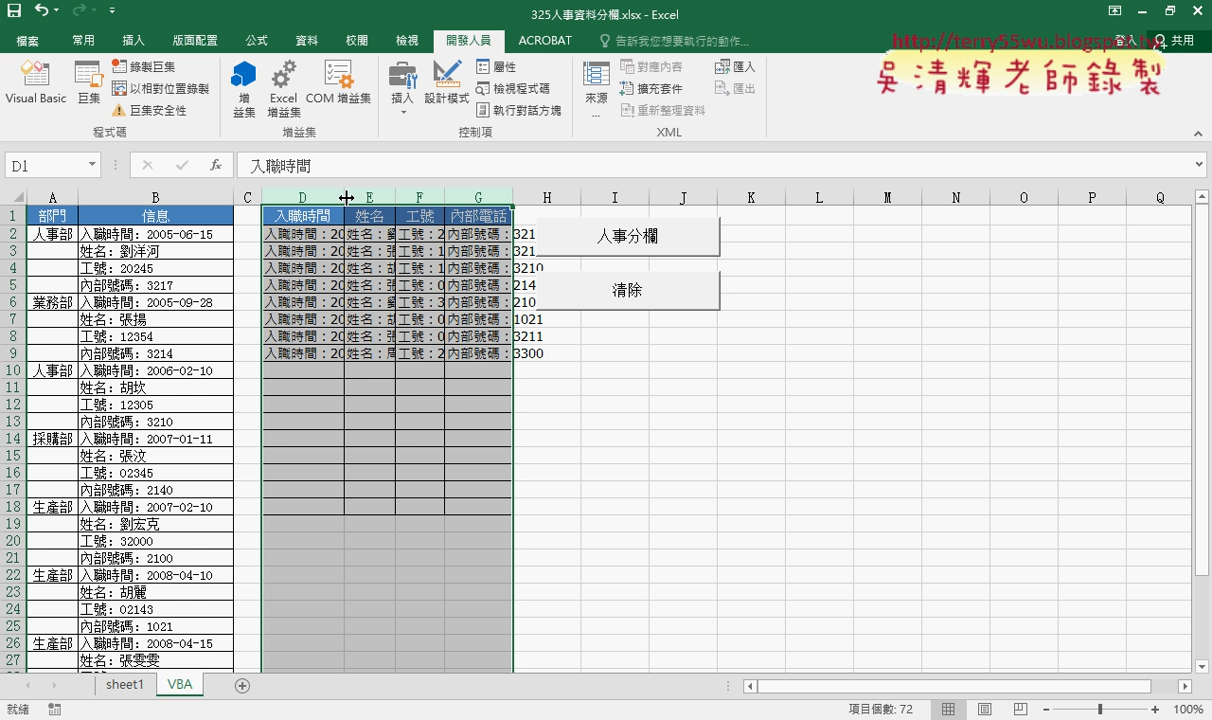 325人事資料分欄.xlsx - Excel
檔案 常用 插入 版面配置 公式 資料 校閱 檢視 開發人員 ACROBAT 告訴我您想要執行的動作... 登入 共用
http://terry55wu.blogspot.tw
吳清輝老師錄製
Visual Basic 巨集 錄製巨集 以相對位置錄製 巨集安全性 程式碼
增益集 Excel 增益集 COM 增益集 增益集
插入 設計模式 屬性 檢視程式碼 執行對話方塊 控制項
來源... 對應內容 擴充套件 重新整理資料 匯入 匯出 XML
D1 fx 入職時間
A B C D E F G H I J K L M N O P Q
1 部門 信息 入職時間 姓名 工號 內部電話
2 人事部 入職時間: 2005-06-15 入職時間：20 姓名： 工號：2 內部號碼：321 人事分欄
3 姓名: 劉洋河 入職時間：20 姓名： 工號：1 內部號碼：321
4 工號: 20245 入職時間：20 姓名： 工號：1 內部號碼：3210
5 內部號碼: 3217 入職時間：20 姓名： 工號：0 內部號碼：214 清除
6 業務部 入職時間: 2005-09-28 入職時間：20 姓名： 工號：3 內部號碼：210
7 姓名: 張揚 入職時間：20 姓名： 工號：0 內部號碼：1021
8 工號: 12354 入職時間：20 姓名： 工號：0 內部號碼：3211
9 內部號碼: 3214 入職時間：20 姓名： 工號：2 內部號碼：3300
10 人事部 入職時間: 2006-02-10
11 姓名: 胡坎
12 工號: 12305
13 內部號碼: 3210
14 採購部 入職時間: 2007-01-11
15 姓名: 張汶
16 工號: 02345
17 內部號碼: 2140
18 生產部 入職時間: 2007-02-10
19 姓名: 劉宏克
20 工號: 32000
21 內部號碼: 2100
22 生產部 入職時間: 2008-04-10
23 姓名: 胡麗
24 工號: 02143
25 內部號碼: 1021
26 生產部 入職時間: 2008-04-15
27 姓名: 張雯雯
sheet1 VBA
就緒 項目個數: 72 100%